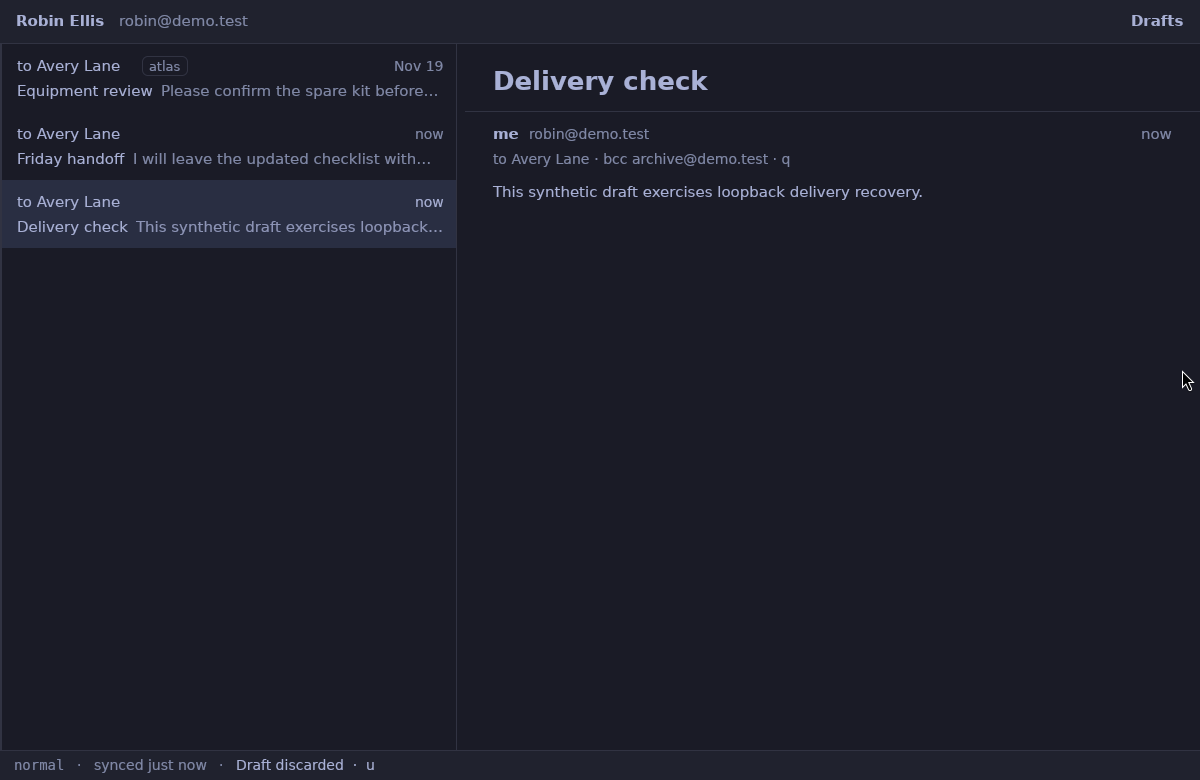 Robin Ellis robin@demo.test Drafts
to Avery Lane atlas Nov 19
Equipment review Please confirm the spare kit before…
to Avery Lane now
Friday handoff I will leave the updated checklist with…
to Avery Lane now
Delivery check This synthetic draft exercises loopback…
Delivery check
me robin@demo.test now
to Avery Lane · bcc archive@demo.test · q
This synthetic draft exercises loopback delivery recovery.
normal · synced just now · Draft discarded · u